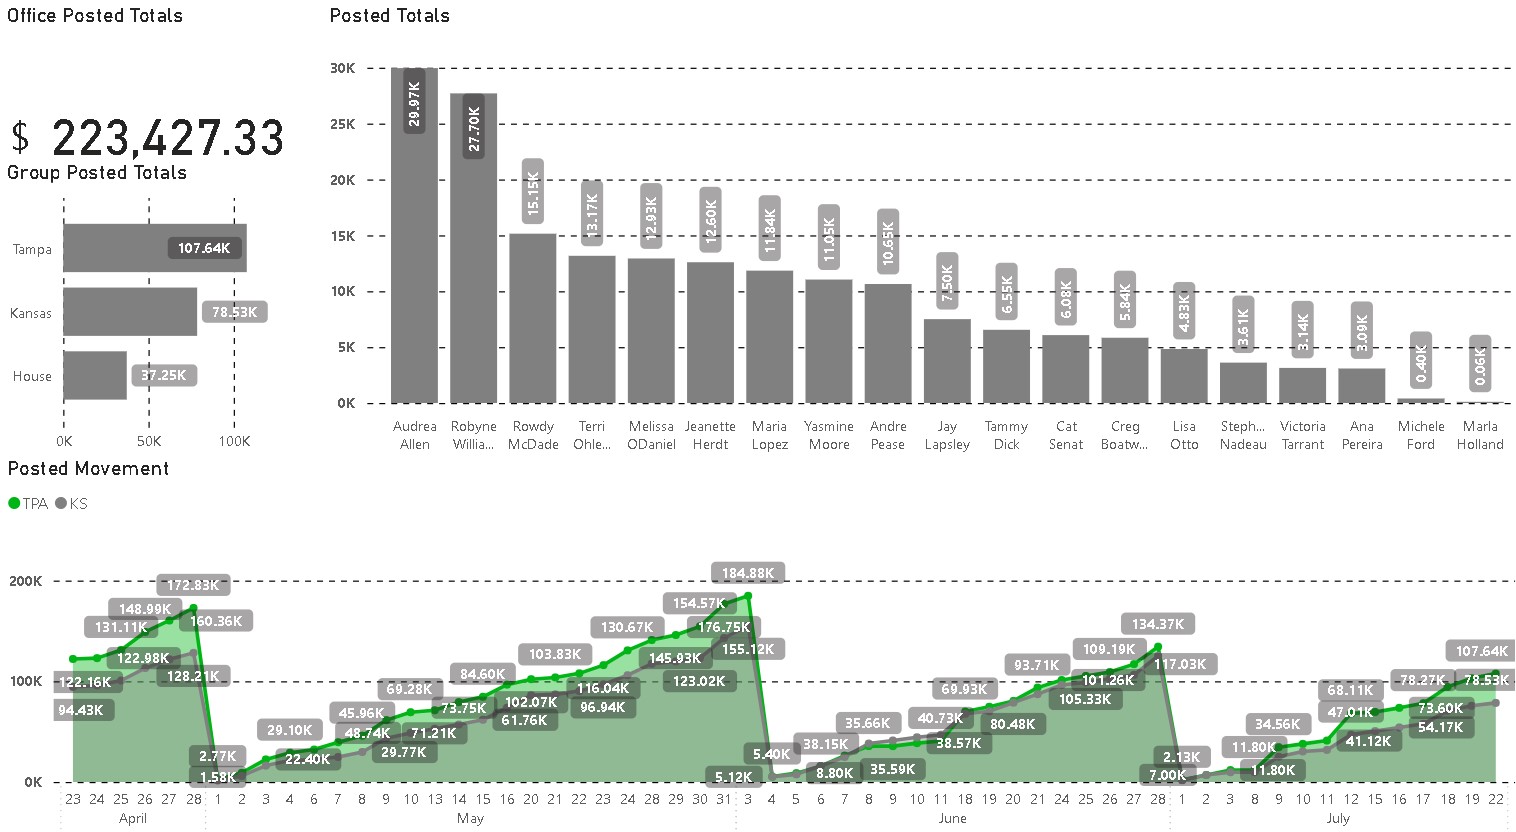 Office Posted Totals
$ 223,427.33
Group Posted Totals
Tampa
107.64K
Kansas
78.53K
House
37.25K
0K 50K 100K
Posted Totals
30K
25K
20K
15K
10K
5K
0K
29.97K
27.70K
15.15K
13.17K
12.93K
12.60K
11.84K
11.05K
10.65K
7.50K
6.55K
6.08K
5.84K
4.83K
3.61K
3.14K
3.09K
0.40K
0.06K
Audrea Allen
Robyne Willia...
Rowdy McDade
Terri Ohle...
Melissa ODaniel
Jeanette Herdt
Maria Lopez
Yasmine Moore
Andre Pease
Jay Lapsley
Tammy Dick
Cat Senat
Creg Boatw...
Lisa Otto
Steph... Nadeau
Victoria Tarrant
Ana Pereira
Michele Ford
Marla Holland
Posted Movement
TPA KS
200K
100K
0K
122.16K
94.43K
131.11K
122.98K
148.99K
172.83K
160.36K
128.21K
2.77K
1.58K
29.10K
22.40K
45.96K
48.74K
69.28K
29.77K
71.21K
73.75K
84.60K
61.76K
102.07K
103.83K
116.04K
96.94K
130.67K
145.93K
154.57K
123.02K
176.75K
184.88K
155.12K
5.12K
5.40K
38.15K
8.80K
35.66K
35.59K
40.73K
38.57K
69.93K
80.48K
93.71K
105.33K
109.19K
101.26K
134.37K
117.03K
2.13K
7.00K
11.80K
11.80K
34.56K
47.01K
68.11K
41.12K
78.27K
73.60K
54.17K
107.64K
78.53K
23 24 25 26 27 28 1 2 3 4 6 7 8 9 10 13 14 15 16 20 21 22 23 24 28 29 30 31 3 4 5 6 7 8 9 10 11 18 19 20 21 24 25 26 27 28 1 2 3 8 9 10 11 12 15 16 17 18 19 22
April May June July